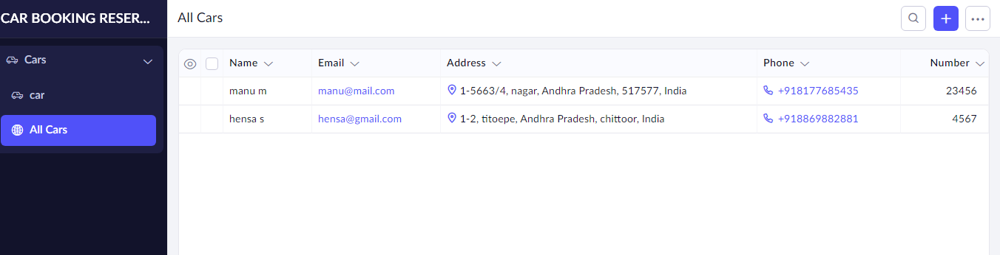 CAR BOOKING RESER...
All Cars
Cars
car
All Cars
Name Email Address Phone Number
manu m manu@mail.com 1-5663/4, nagar, Andhra Pradesh, 517577, India +918177685435 23456
hensa s hensa@gmail.com 1-2, titoepe, Andhra Pradesh, chittoor, India +918869882881 4567